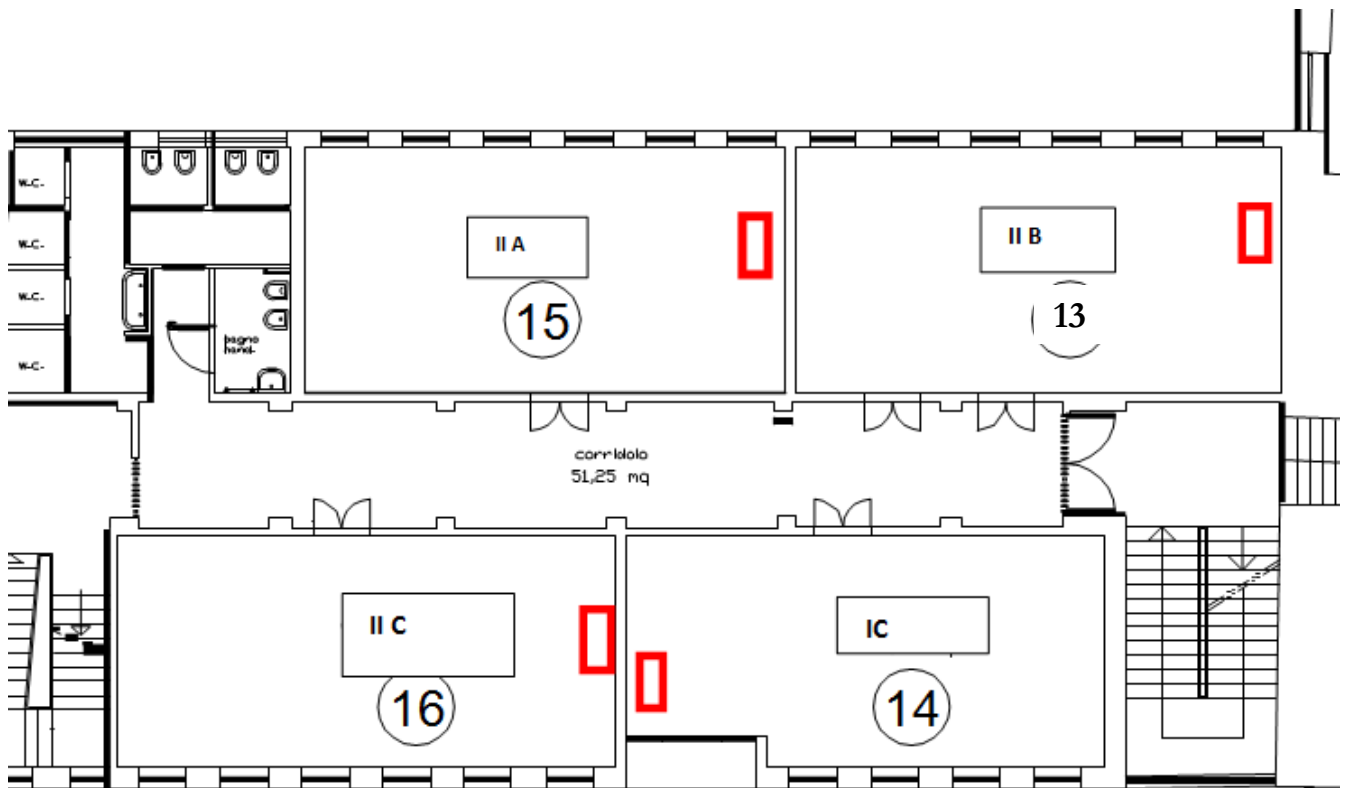 W.C.
W.C.
W.C.
W.C.
bagno
II A
15
II B
13
corridoio
51,25 mq
II C
16
IC
14